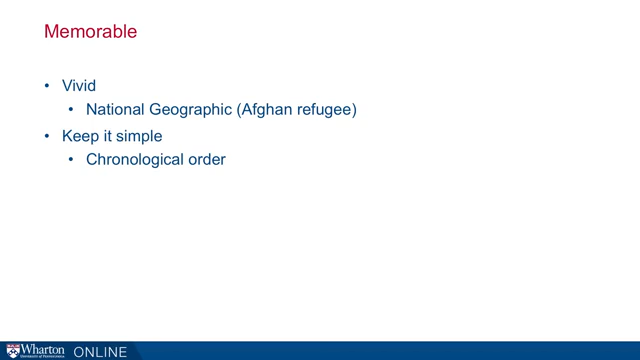 Memorable
• Vivid
• National Geographic (Afghan refugee)
• Keep it simple
• Chronological order
Wharton ONLINE
UNIVERSITY of PENNSYLVANIA